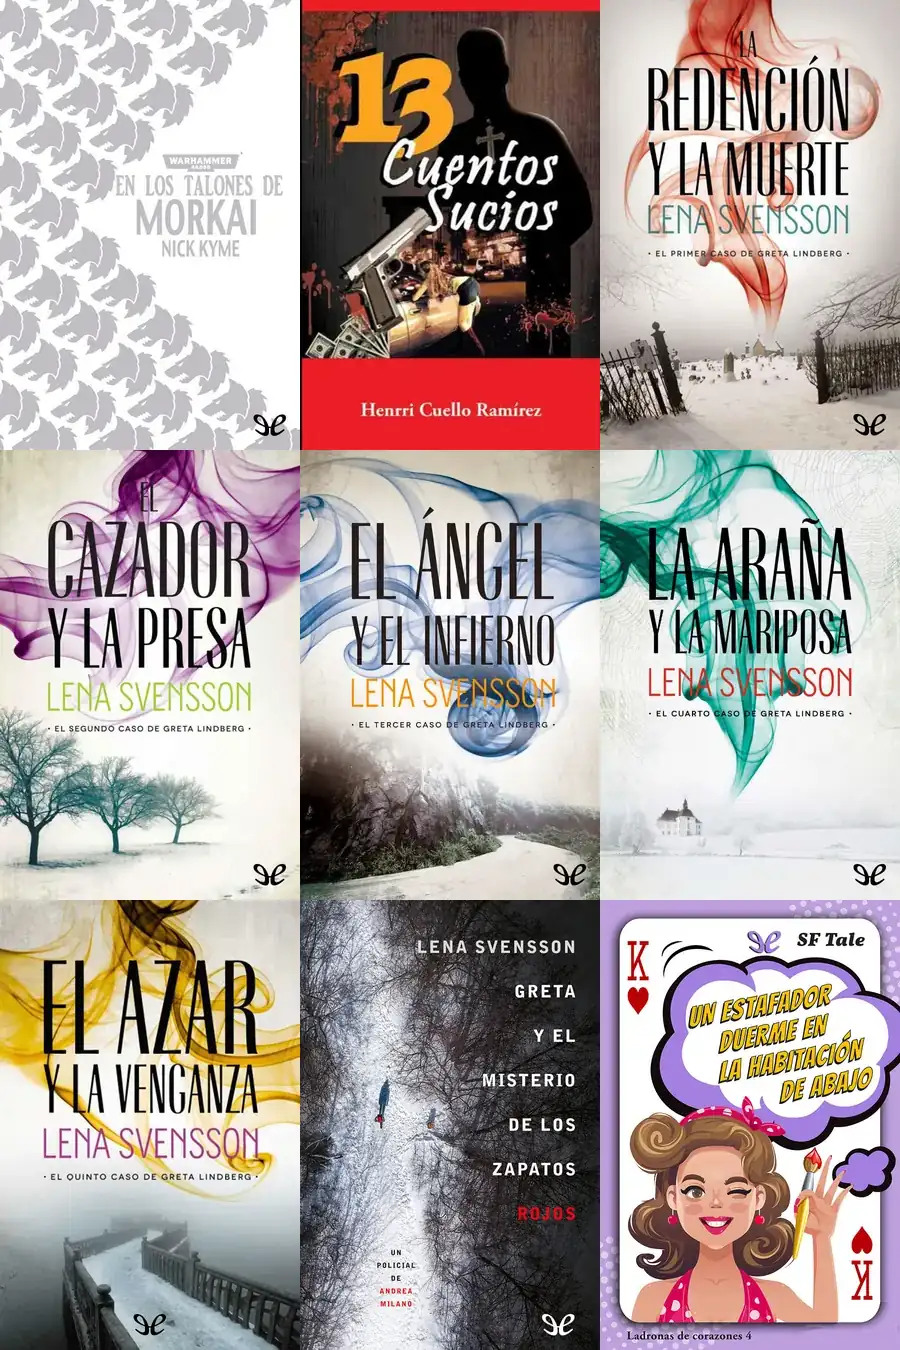 WARHAMMER
40,000
EN LOS TALONES DE
MORKAI
NICK KYME
13
Cuentos
Sucios
Henrri Cuello Ramírez
LA
REDENCIÓN
Y LA MUERTE
LENA SVENSSON
· EL PRIMER CASO DE GRETA LINDBERG ·
EL
CAZADOR
Y LA PRESA
LENA SVENSSON
· EL SEGUNDO CASO DE GRETA LINDBERG ·
EL ÁNGEL
Y EL INFIERNO
LENA SVENSSON
· EL TERCER CASO DE GRETA LINDBERG ·
LA ARAÑA
Y LA MARIPOSA
LENA SVENSSON
· EL CUARTO CASO DE GRETA LINDBERG ·
EL AZAR
Y LA VENGANZA
LENA SVENSSON
· EL QUINTO CASO DE GRETA LINDBERG ·
LENA SVENSSON
GRETA
Y EL
MISTERIO
DE LOS
ZAPATOS
ROJOS
UN
POLICIAL
DE
ANDREA
MILANO
SF Tale
K
UN ESTAFADOR
DUERME EN
LA HABITACIÓN
DE ABAJO
K
Ladronas de corazones 4